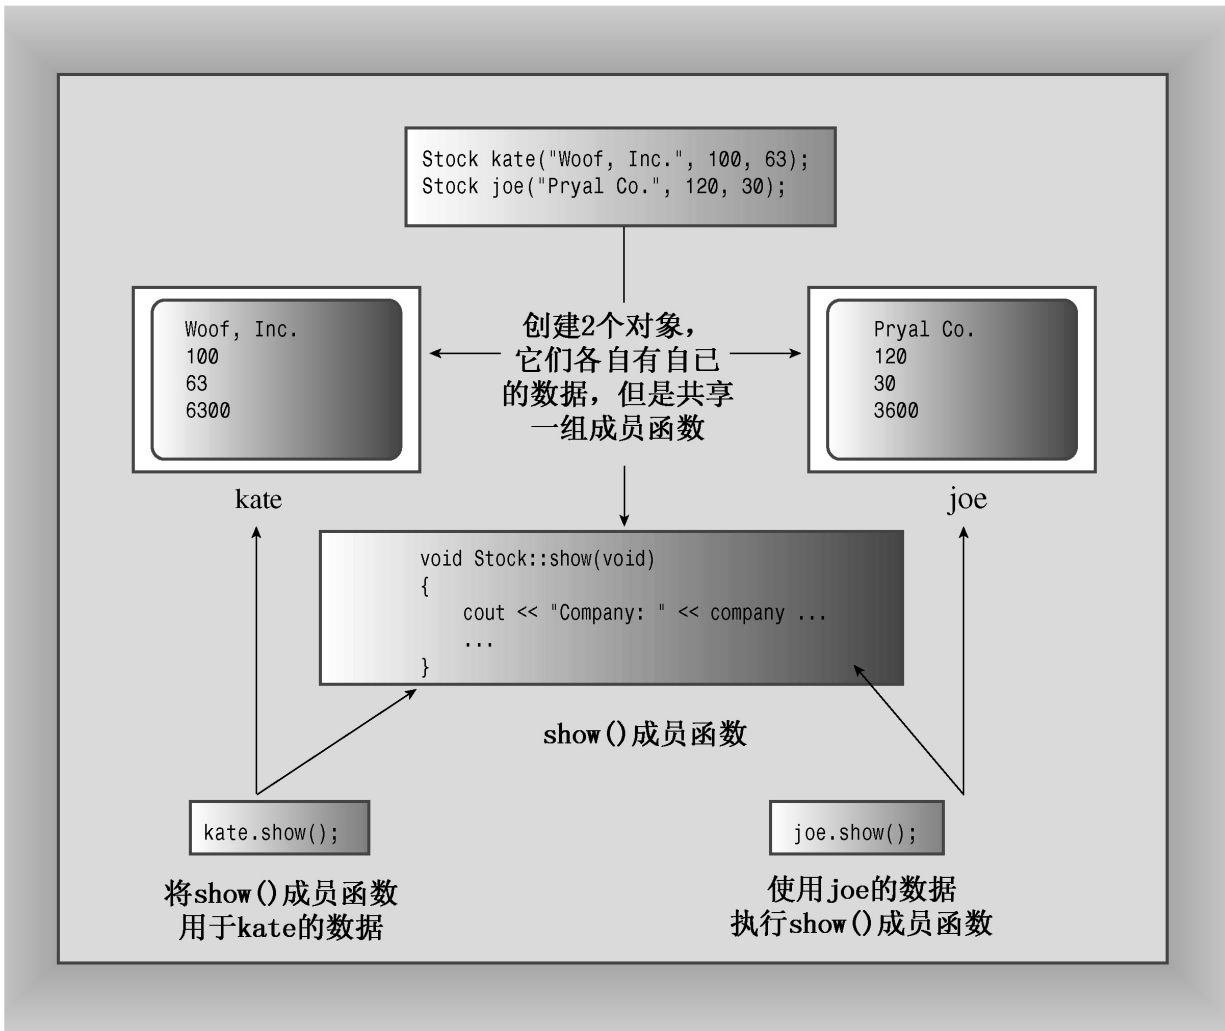 Stock kate("Woof, Inc.", 100, 63);
Stock joe("Pryal Co.", 120, 30);
Woof, Inc.
100
63
6300
kate
创建2个对象，
它们各自有自己
的数据，但是共享
一组成员函数
Pryal Co.
120
30
3600
joe
void Stock::show(void)
{
cout << "Company: " << company ...
...
}
show()成员函数
kate.show();
将show()成员函数
用于kate的数据
joe.show();
使用joe的数据
执行show()成员函数